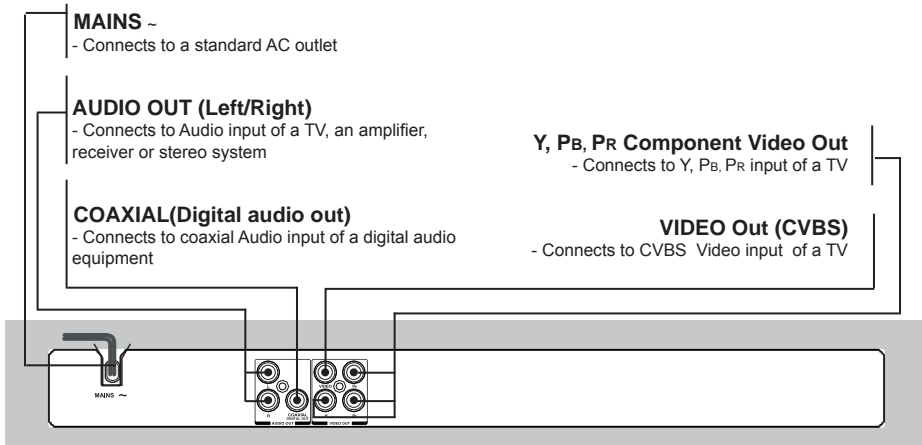 MAINS ~
- Connects to a standard AC outlet
AUDIO OUT (Left/Right)
- Connects to Audio input of a TV, an amplifier,
receiver or stereo system
COAXIAL(Digital audio out)
- Connects to coaxial Audio input of a digital audio
equipment
Y, PB, PR Component Video Out
- Connects to Y, PB, PR input of a TV
VIDEO Out (CVBS)
- Connects to CVBS Video input of a TV
MAINS ~
L
R
COAXIAL
DIGITAL OUT
AUDIO OUT
VIDEO
Y
VIDEO OUT